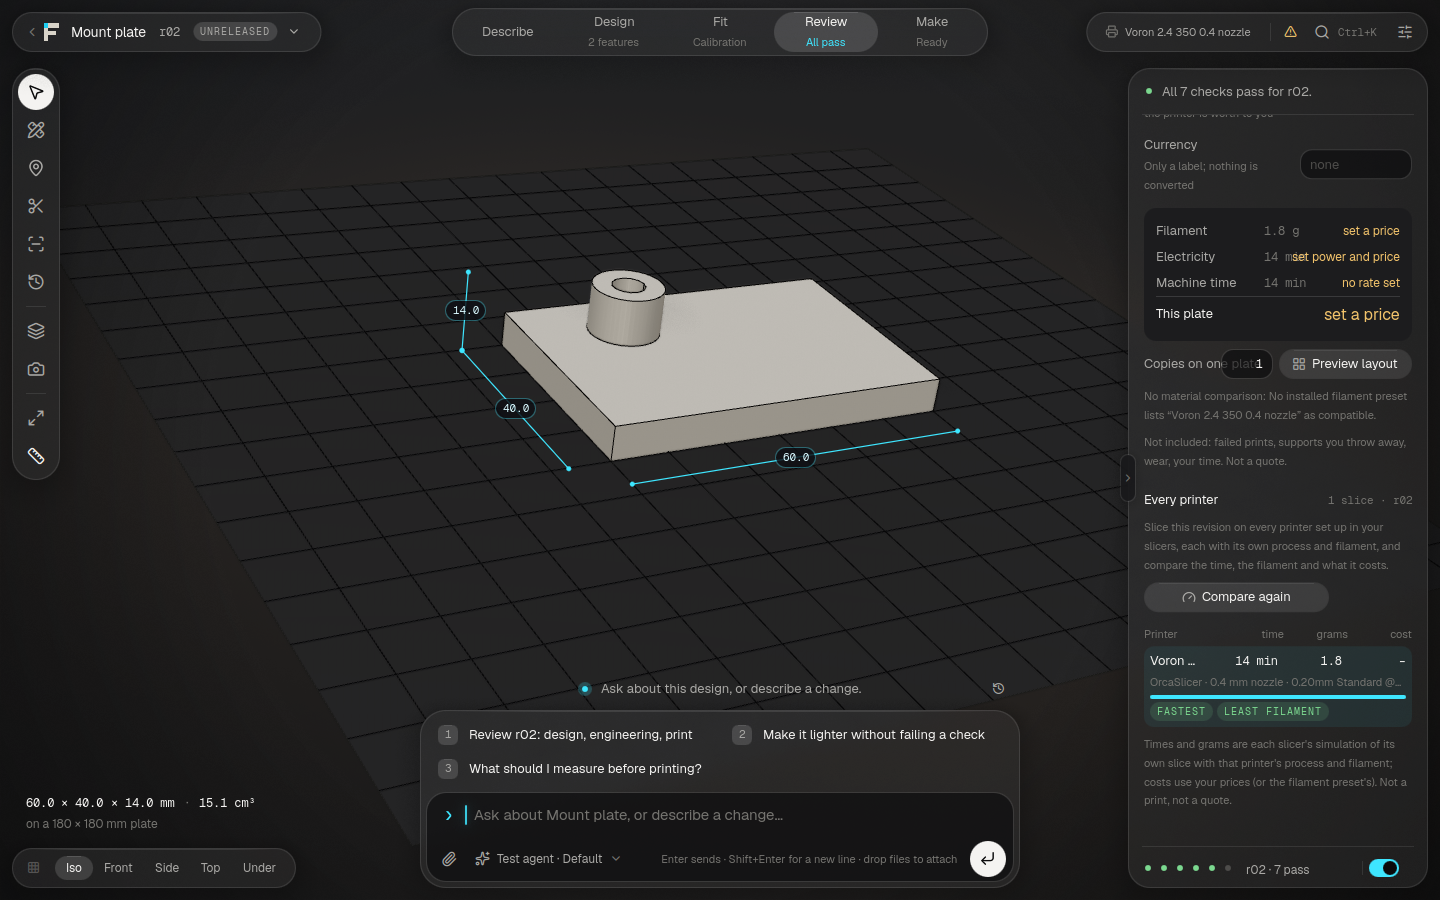 Mount plate r02 UNRELEASED
Describe
Design
2 features
Fit
Calibration
Review
All pass
Make
Ready
Voron 2.4 350 0.4 nozzle
Ctrl+K
All 7 checks pass for r02.
the printer is worth to you
Currency
Only a label; nothing is
converted
none
Filament 1.8 g set a price
Electricity 14 set power and price
Machine time 14 min no rate set
This plate set a price
Copies on one plate 1 Preview layout
No material comparison: No installed filament preset
lists “Voron 2.4 350 0.4 nozzle” as compatible.
Not included: failed prints, supports you throw away,
wear, your time. Not a quote.
Every printer 1 slice · r02
Slice this revision on every printer set up in your
slicers, each with its own process and filament, and
compare the time, the filament and what it costs.
Compare again
Printer time grams cost
Voron ... 14 min 1.8 –
OrcaSlicer · 0.4 mm nozzle · 0.20mm Standard @...
FASTEST LEAST FILAMENT
Times and grams are each slicer's simulation of its
own slice with that printer's process and filament;
costs use your prices (or the filament preset's). Not a
print, not a quote.
r02 · 7 pass
14.0
40.0
60.0
Ask about this design, or describe a change.
1 Review r02: design, engineering, print
2 Make it lighter without failing a check
3 What should I measure before printing?
Ask about Mount plate, or describe a change...
Test agent · Default
Enter sends · Shift+Enter for a new line · drop files to attach
60.0 × 40.0 × 14.0 mm · 15.1 cm³
on a 180 × 180 mm plate
Iso Front Side Top Under